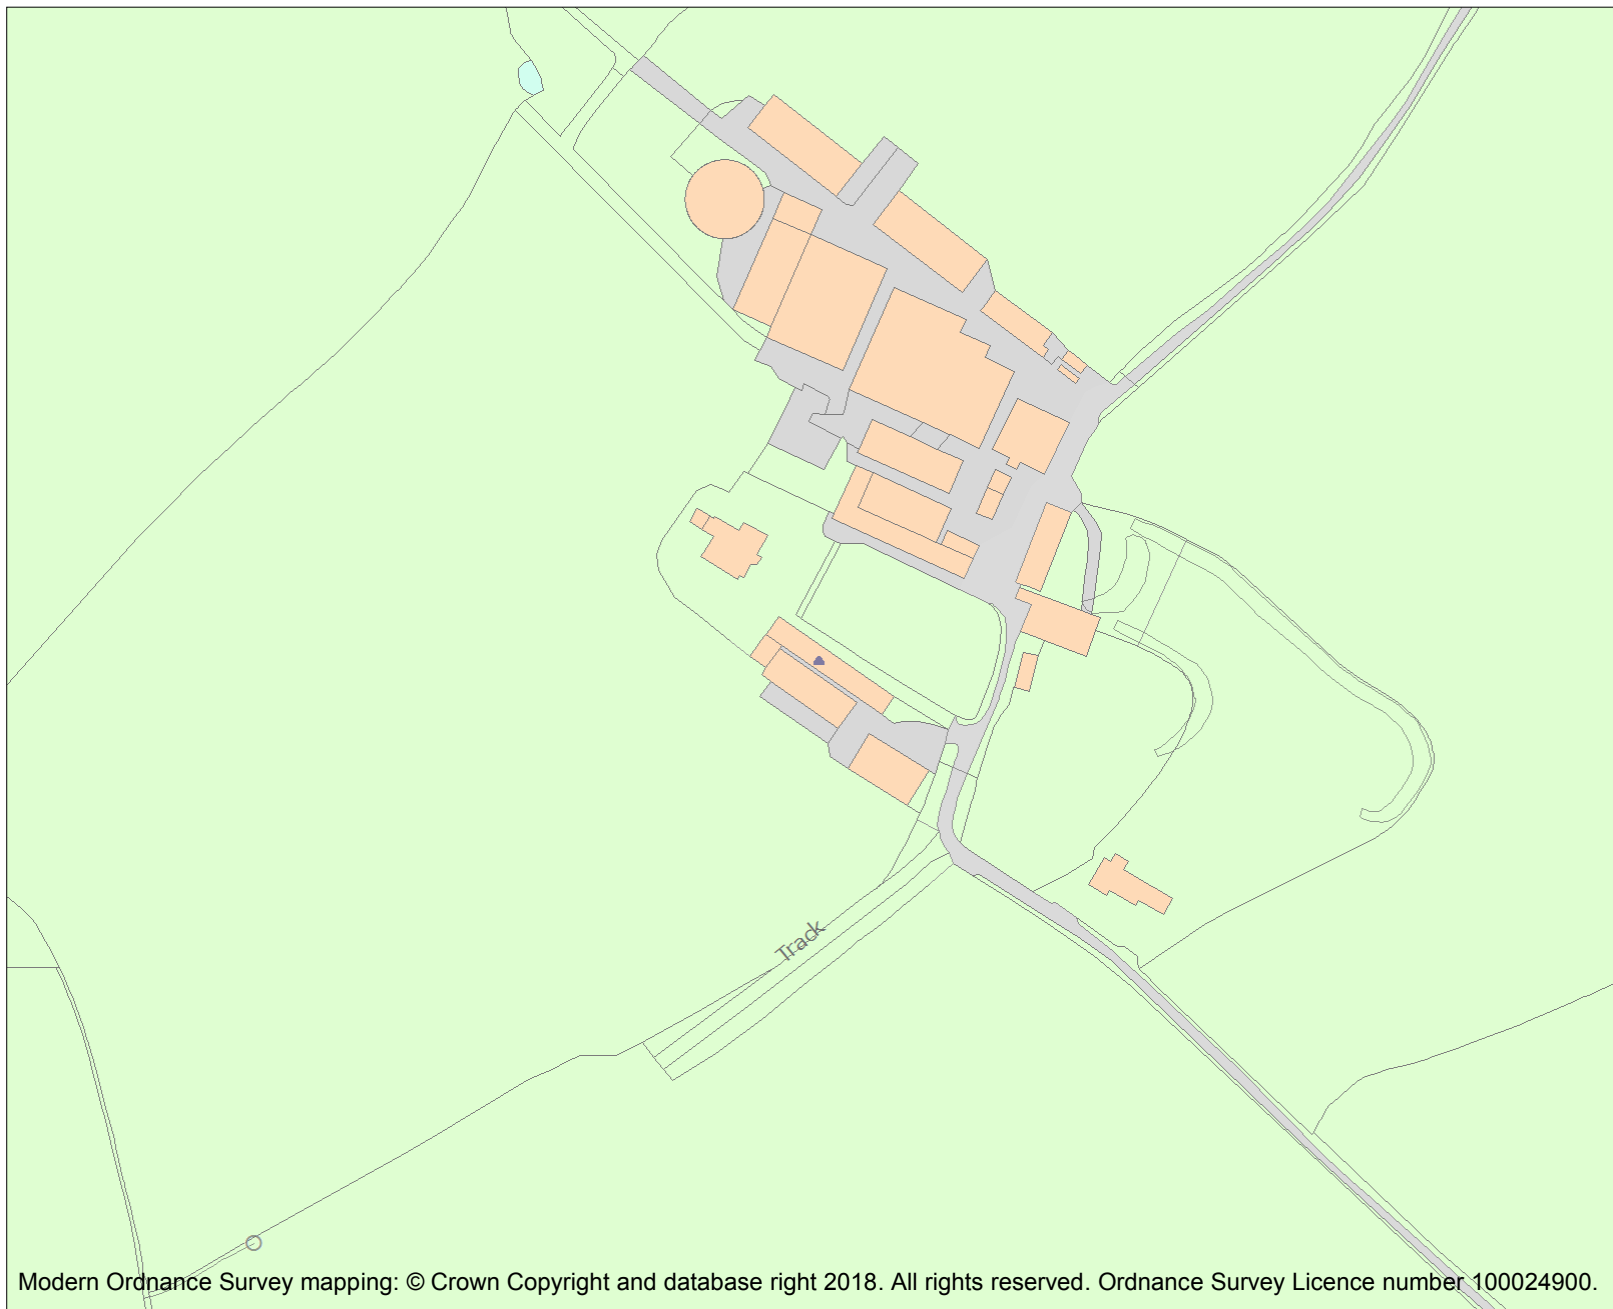 Track
Modern Ordnance Survey mapping: © Crown Copyright and database right 2018. All rights reserved. Ordnance Survey Licence number 100024900.